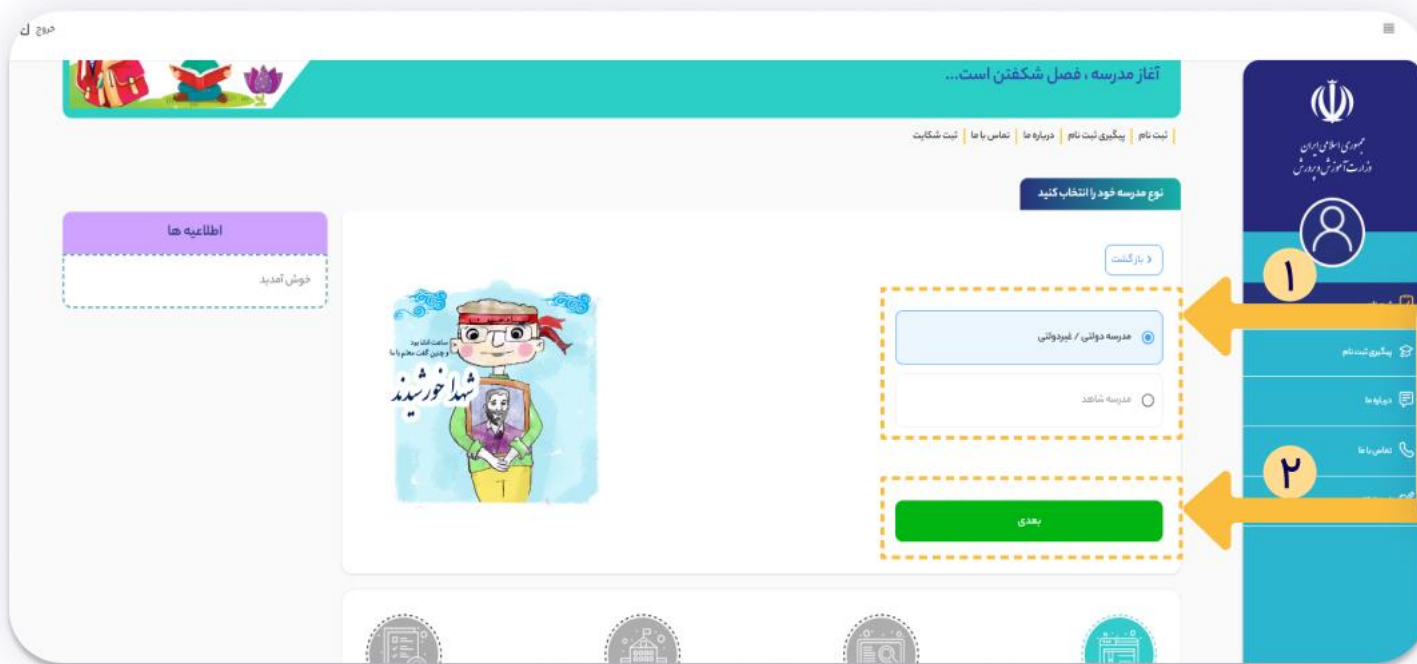 خروج
آغاز مدرسه ، فصل شکفتن است...
جمهوری اسلامی ایران
وزارت آموزش و پرورش
ثبت نام | پیگیری ثبت نام | درباره ما | تماس با ما | ثبت شکایت
نوع مدرسه خود را انتخاب کنید
بازگشت
۱
مدرسه دولتی / غیردولتی
مدرسه شاهد
۲
بعدی
شهدا خورشیدند
اطلاعیه ها
خوش آمدید
پیگیری ثبت نام
درباره ما
تماس با ما